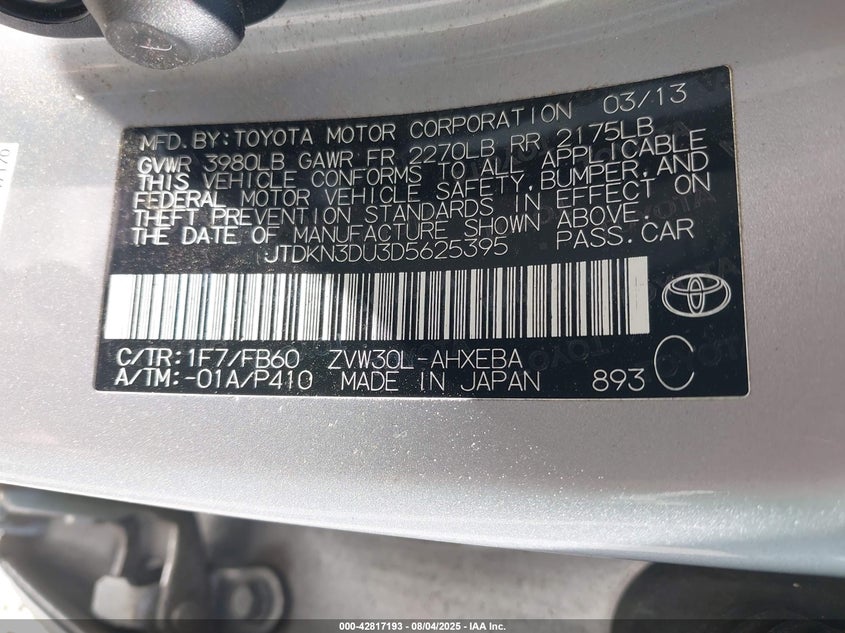 MFD. BY: TOYOTA MOTOR CORPORATION 03/13
GVWR 3980LB GAWR FR 2270LB RR 2175LB
THIS VEHICLE CONFORMS TO ALL APPLICABLE
FEDERAL MOTOR VEHICLE SAFETY, BUMPER, AND
THEFT PREVENTION STANDARDS IN EFFECT ON
THE DATE OF MANUFACTURE SHOWN ABOVE.
JTDKN3DU3D5625395 PASS. CAR
C/TR: 1F7/FB60 ZVW30L-AHXEBA
A/TM: -01A/P410 MADE IN JAPAN 893 C
000-42817193 - 08/04/2025 - IAA Inc.